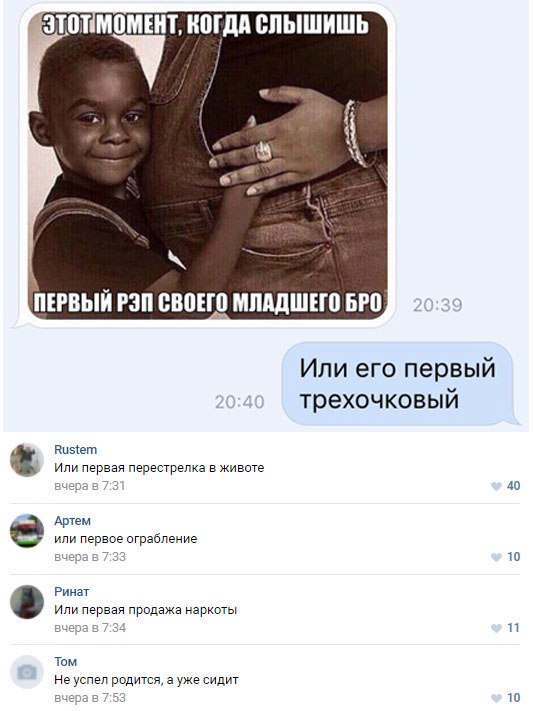 ЭТОТ МОМЕНТ, КОГДА СЛЫШИШЬ
ПЕРВЫЙ РЭП СВОЕГО МЛАДШЕГО БРО
20:39
Или его первый
трехочковый
20:40
Rustem
Или первая перестрелка в животе
вчера в 7:31
40
Артем
или первое ограбление
вчера в 7:33
10
Ринат
Или первая продажа наркоты
вчера в 7:34
11
Том
Не успел родится, а уже сидит
вчера в 7:53
10